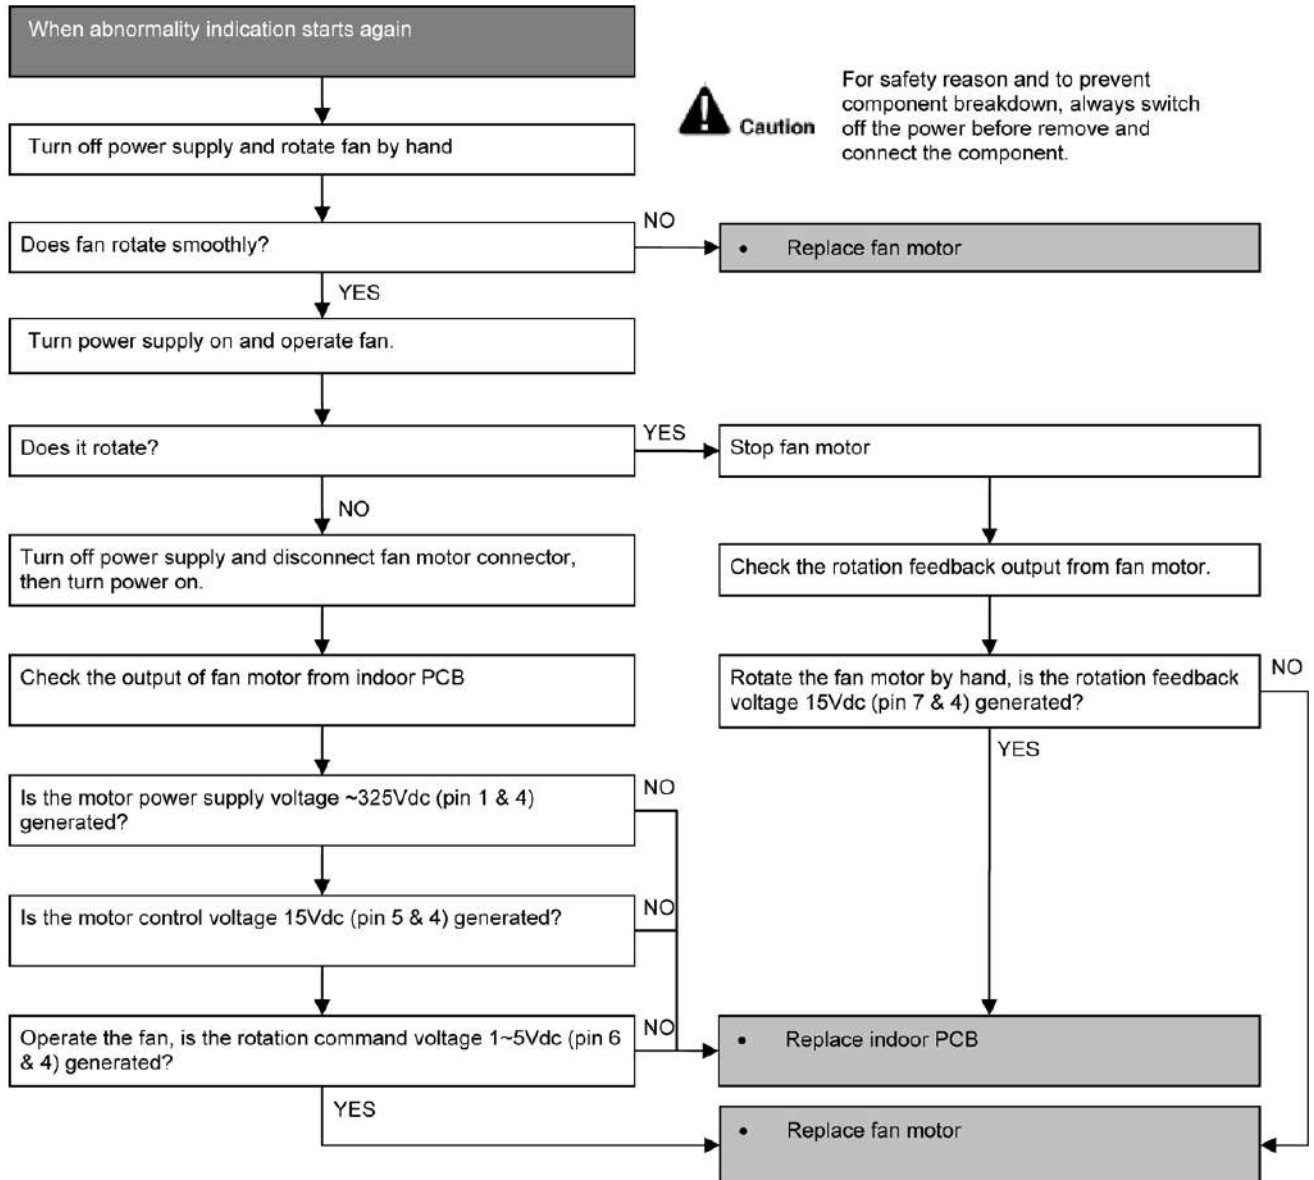 When abnormality indication starts again
For safety reason and to prevent
component breakdown, always switch
off the power before remove and
connect the component.
Caution
Turn off power supply and rotate fan by hand
Does fan rotate smoothly?
NO
• Replace fan motor
YES
Turn power supply on and operate fan.
Does it rotate?
YES
Stop fan motor
NO
Turn off power supply and disconnect fan motor connector,
then turn power on.
Check the rotation feedback output from fan motor.
Check the output of fan motor from indoor PCB
Rotate the fan motor by hand, is the rotation feedback
voltage 15Vdc (pin 7 & 4) generated?
NO
YES
Is the motor power supply voltage ~325Vdc (pin 1 & 4)
generated?
NO
Is the motor control voltage 15Vdc (pin 5 & 4) generated?
NO
Operate the fan, is the rotation command voltage 1~5Vdc (pin 6
& 4) generated?
NO
• Replace indoor PCB
YES
• Replace fan motor